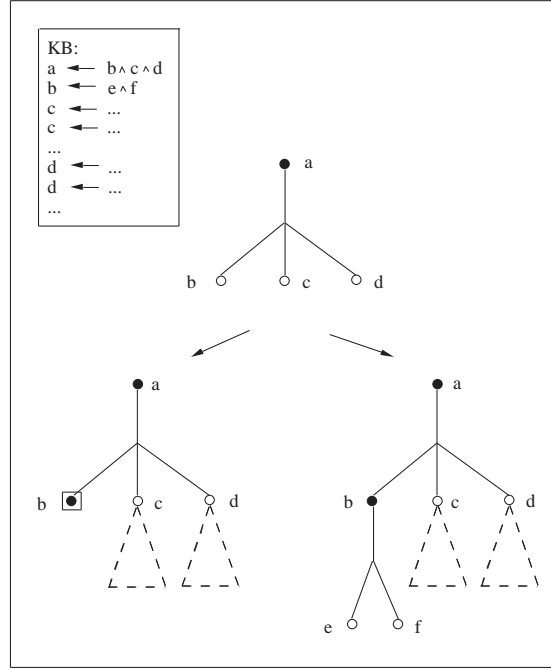 KB:
a ← b ∧ c ∧ d
b ← e ∧ f
c ← ...
c ← ...
...
d ← ...
d ← ...
...
a
b c d
a
b c d
a
b c d
e f